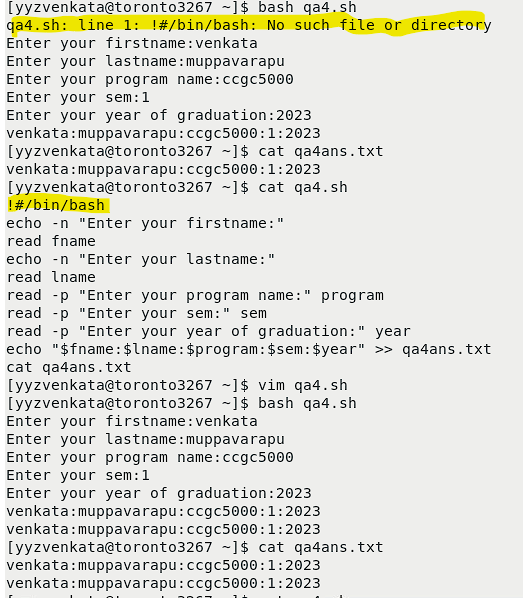 [yyzvenkata@toronto3267 ~]$ bash qa4.sh
qa4.sh: line 1: !#/bin/bash: No such file or directory
Enter your firstname:venkata
Enter your lastname:muppavarapu
Enter your program name:ccgc5000
Enter your sem:1
Enter your year of graduation:2023
venkata:muppavarapu:ccgc5000:1:2023
[yyzvenkata@toronto3267 ~]$ cat qa4ans.txt
venkata:muppavarapu:ccgc5000:1:2023
[yyzvenkata@toronto3267 ~]$ cat qa4.sh
!#/bin/bash
echo -n "Enter your firstname:"
read fname
echo -n "Enter your lastname:"
read lname
read -p "Enter your program name:" program
read -p "Enter your sem:" sem
read -p "Enter your year of graduation:" year
echo "$fname:$lname:$program:$sem:$year" >> qa4ans.txt
cat qa4ans.txt
[yyzvenkata@toronto3267 ~]$ vim qa4.sh
[yyzvenkata@toronto3267 ~]$ bash qa4.sh
Enter your firstname:venkata
Enter your lastname:muppavarapu
Enter your program name:ccgc5000
Enter your sem:1
Enter your year of graduation:2023
venkata:muppavarapu:ccgc5000:1:2023
venkata:muppavarapu:ccgc5000:1:2023
[yyzvenkata@toronto3267 ~]$ cat qa4ans.txt
venkata:muppavarapu:ccgc5000:1:2023
venkata:muppavarapu:ccgc5000:1:2023